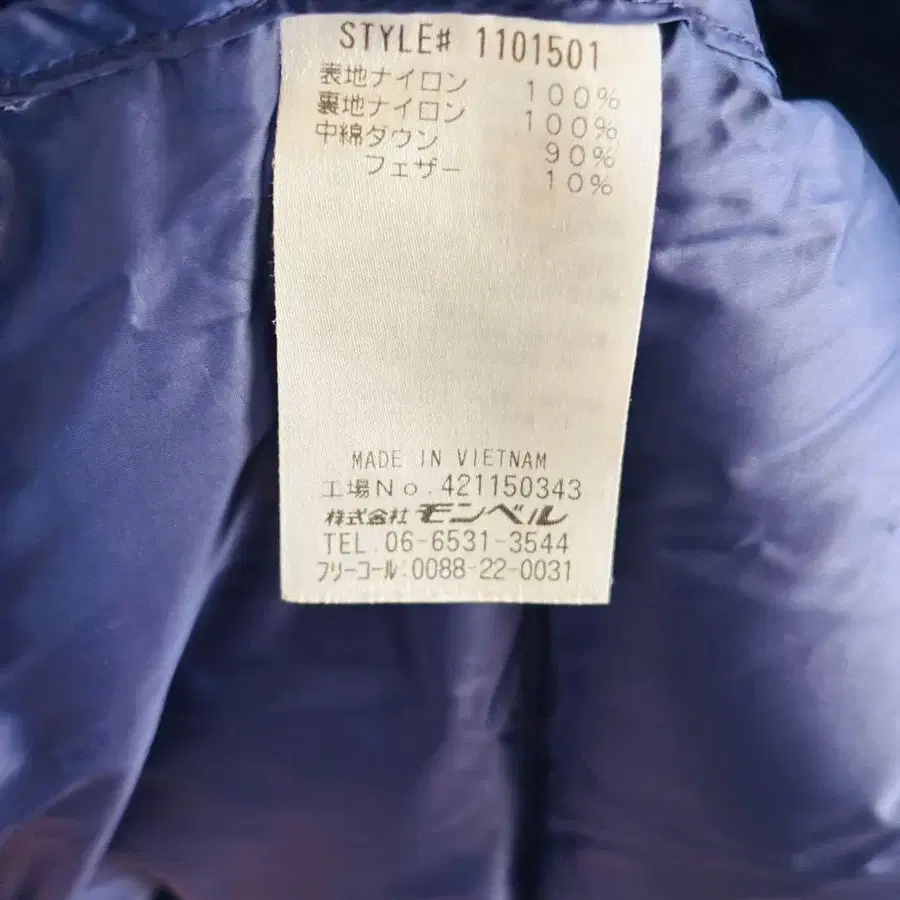 STYLE# 1101501
表地ナイロン 100%
裏地ナイロン 100%
中綿ダウン 90%
フェザー 10%
MADE IN VIETNAM
工場No.421150343
株式会社モンベル
TEL.06-6531-3544
フリーコール:0088-22-0031